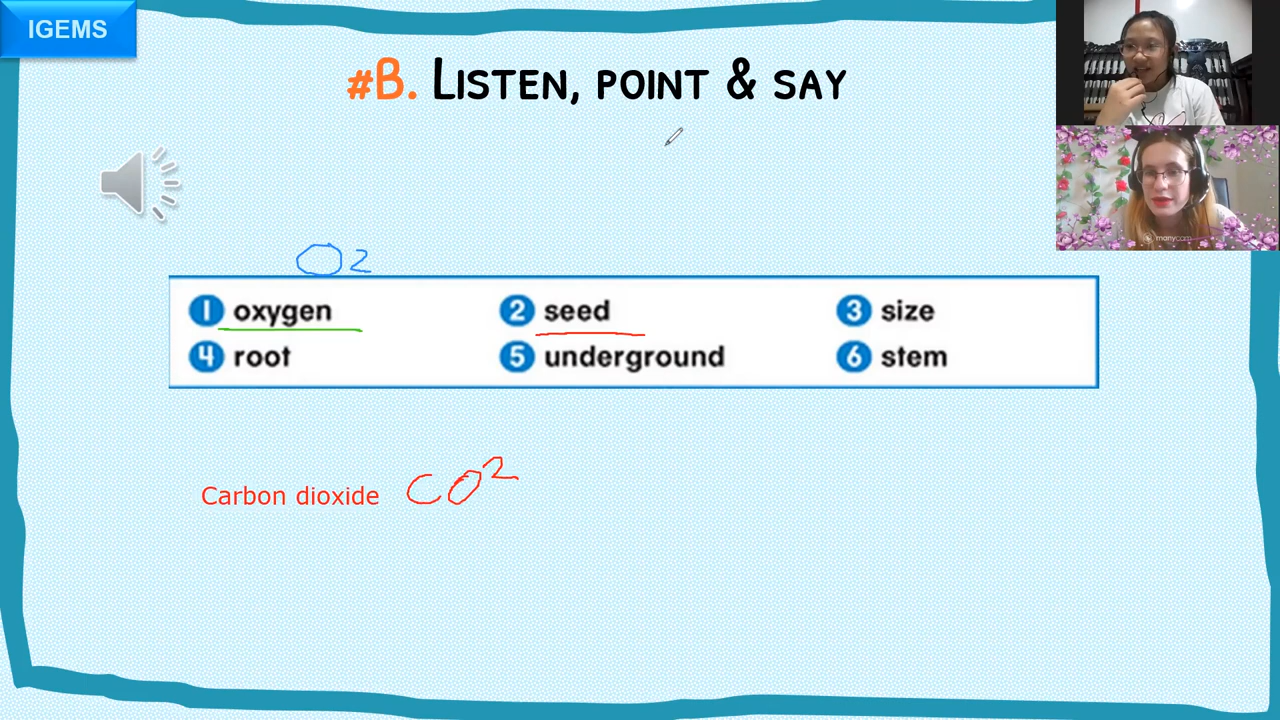 IGEMS
#B. LISTEN, POINT & SAY
O2
1 oxygen 2 seed 3 size
4 root 5 underground 6 stem
Carbon dioxide CO2
manycam